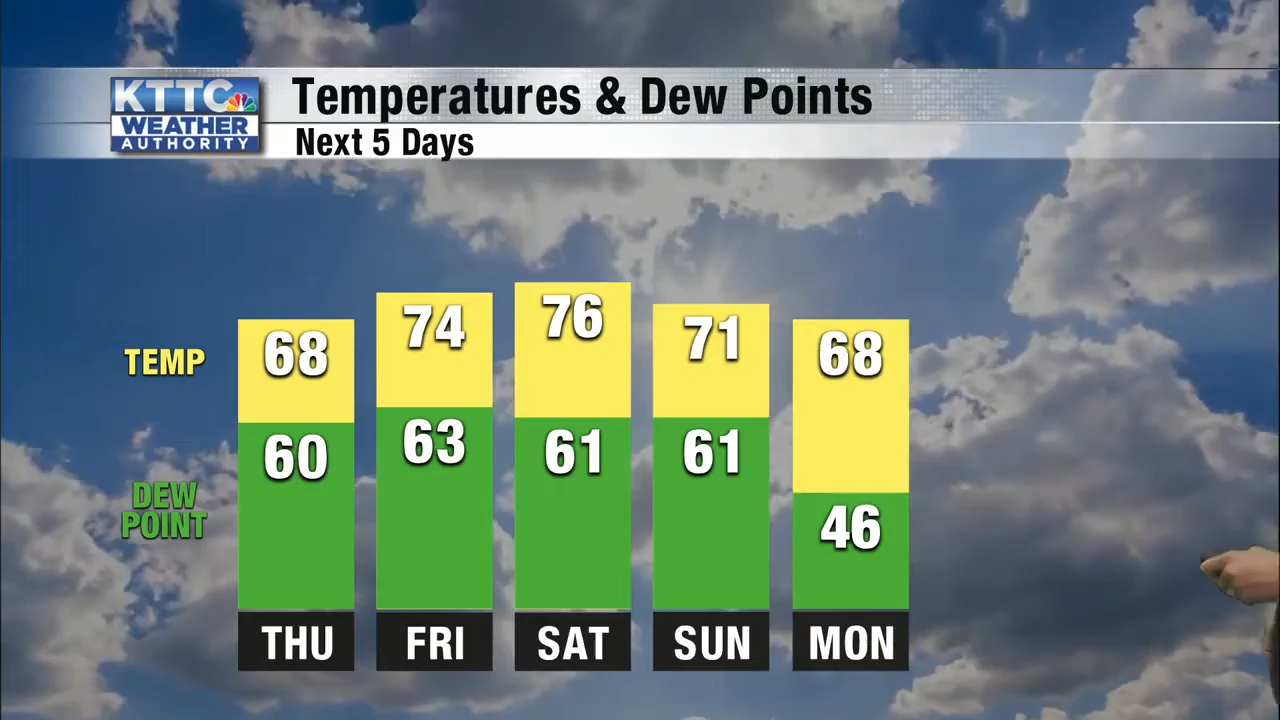 KTTC
WEATHER
AUTHORITY
Temperatures & Dew Points
Next 5 Days
TEMP
68 74 76 71 68
DEW
POINT
60 63 61 61 46
THU FRI SAT SUN MON